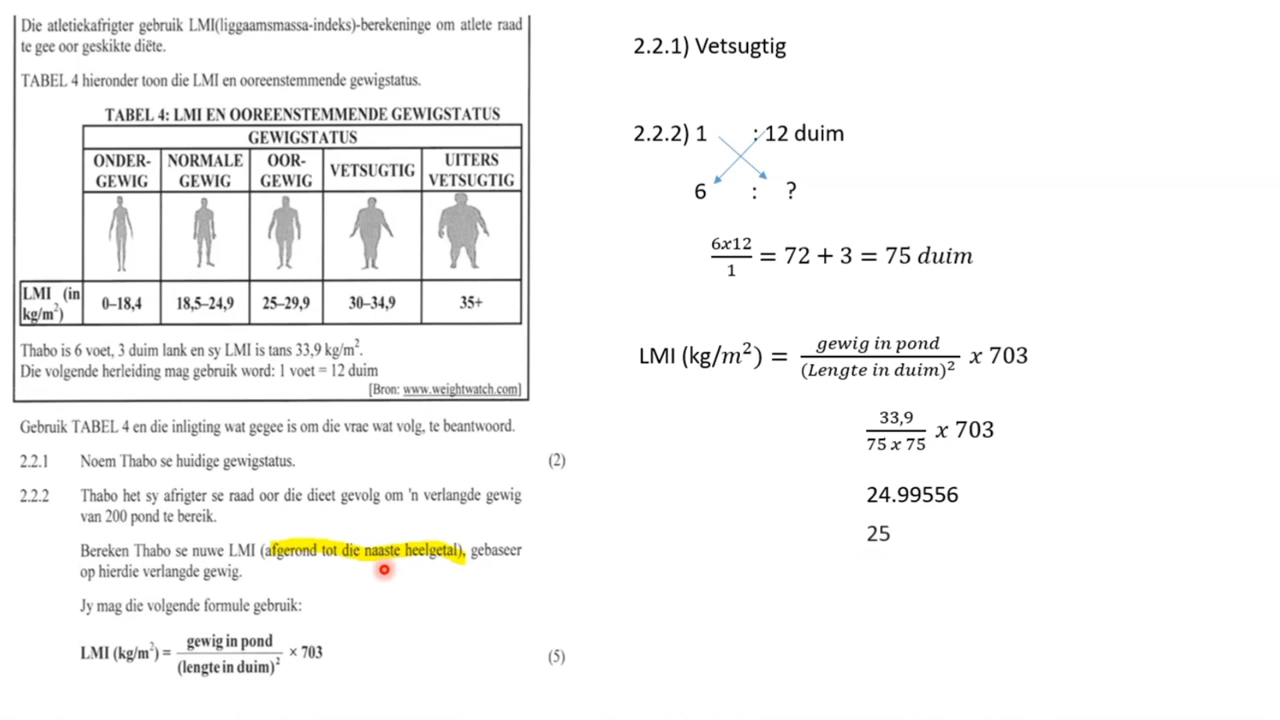 Die atletiekafrigter gebruik LMI(liggaamsmassa-indeks)-berekeninge om atlete raad
te gee oor geskikte diëte.
TABEL 4 hieronder toon die LMI en ooreenstemmende gewigstatus.
TABEL 4: LMI EN OOREENSTEMMENDE GEWIGSTATUS
GEWIGSTATUS
ONDER-GEWIG NORMALE GEWIG OOR-GEWIG VETSUGTIG UITERS VETSUGTIG
LMI (in kg/m²) 0–18,4 18,5–24,9 25–29,9 30–34,9 35+
Thabo is 6 voet, 3 duim lank en sy LMI is tans 33,9 kg/m².
Die volgende herleiding mag gebruik word: 1 voet = 12 duim
[Bron: www.weightwatch.com]
Gebruik TABEL 4 en die inligting wat gegee is om die vrae wat volg, te beantwoord.
2.2.1 Noem Thabo se huidige gewigstatus. (2)
2.2.2 Thabo het sy afrigter se raad oor die dieet gevolg om 'n verlangde gewig
van 200 pond te bereik.
Bereken Thabo se nuwe LMI (afgerond tot die naaste heelgetal), gebaseer
op hierdie verlangde gewig.
Jy mag die volgende formule gebruik:
LMI (kg/m²) = gewig in pond / (lengte in duim)² × 703 (5)
2.2.1) Vetsugtig
2.2.2) 1 : 12 duim
6 : ?
6x12 / 1 = 72 + 3 = 75 duim
LMI (kg/m²) = gewig in pond / (Lengte in duim)² x 703
33,9 / 75 x 75 x 703
24.99556
25